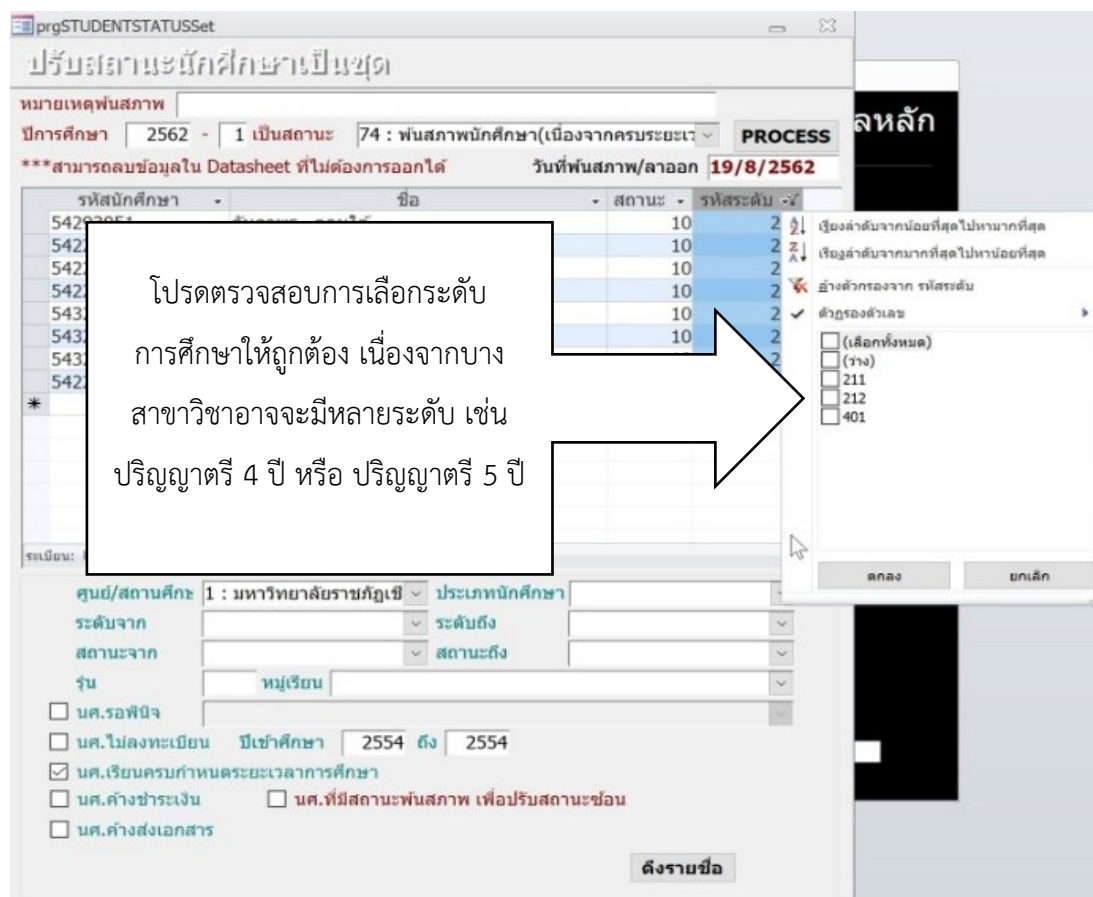 prgSTUDENTSTATUSSet
ปรับสถานะนักศึกษาเป็นชุด
หมายเหตุพ้นสภาพ
ปีการศึกษา 2562 - 1 เป็นสถานะ 74 : พ้นสภาพนักศึกษา(เนื่องจากครบระยะเว PROCESS
***สามารถลบข้อมูลใน Datasheet ที่ไม่ต้องการออกได้ วันที่พ้นสภาพ/ลาออก 19/8/2562
ลหลัก
รหัสนักศึกษา ชื่อ สถานะ รหัสระดับ
10 2
542 10 2
542 10 2
542 10 2
543 10 2
543 10 2
543 2
542
*
โปรดตรวจสอบการเลือกระดับ
การศึกษาให้ถูกต้อง เนื่องจากบาง
สาขาวิชาอาจจะมีหลายระดับ เช่น
ปริญญาตรี 4 ปี หรือ ปริญญาตรี 5 ปี
เรียงลำดับจากน้อยที่สุดไปหามากที่สุด
เรียงลำดับจากมากที่สุดไปหาน้อยที่สุด
ล้างตัวกรองจาก รหัสระดับ
ตัวกรองตัวเลข
(เลือกทั้งหมด)
(ว่าง)
211
212
401
ตกลง ยกเลิก
ระเบียน:
ศูนย์/สถานศึกษ 1 : มหาวิทยาลัยราชภัฏเชี ประเภทนักศึกษา
ระดับจาก ระดับถึง
สถานะจาก สถานะถึง
รุ่น หมู่เรียน
นศ.รอพินิจ
นศ.ไม่ลงทะเบียน ปีเข้าศึกษา 2554 ถึง 2554
นศ.เรียนครบกำหนดระยะเวลาการศึกษา
นศ.ค้างชำระเงิน นศ.ที่มีสถานะพ้นสภาพ เพื่อปรับสถานะซ้อน
นศ.ค้างส่งเอกสาร
ดึงรายชื่อ